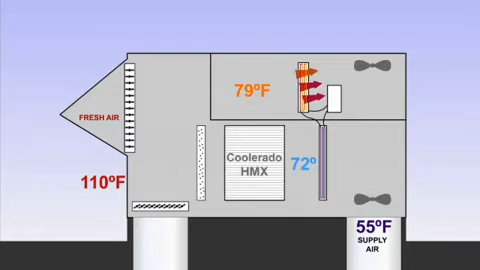 79ºF
FRESH AIR
Coolerado
HMX
72º
110ºF
55ºF
SUPPLY
AIR